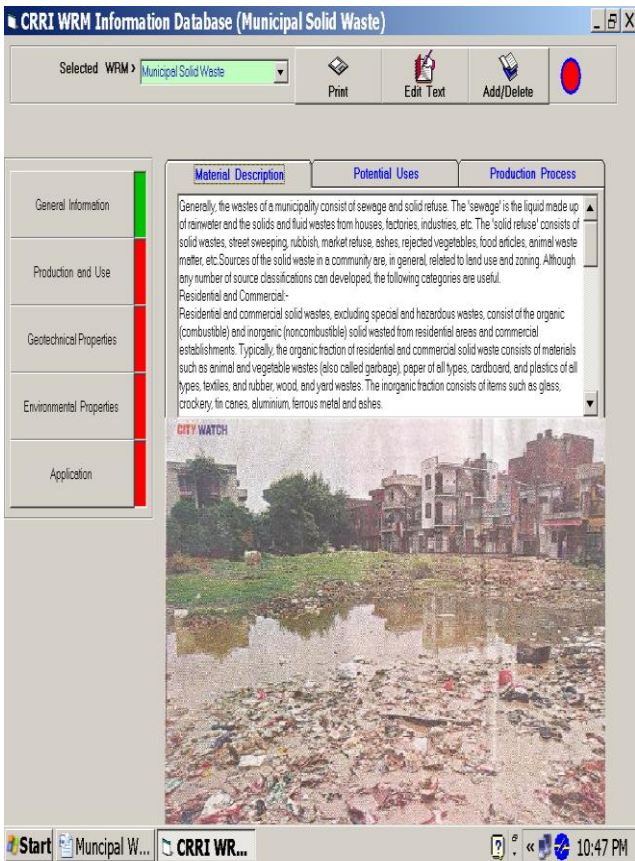 CRRI WRM Information Database (Municipal Solid Waste)
Selected WRM > Municipal Solid Waste
Print
Edit Text
Add/Delete
General Information
Production and Use
Geotechnical Properties
Environmental Properties
Application
Material Description
Potential Uses
Production Process
Generally, the wastes of a municipality consist of sewage and solid refuse. The 'sewage' is the liquid made up
of rainwater and the solids and fluid wastes from houses, factories, industries, etc. The 'solid refuse' consists of
solid wastes, street sweeping, rubbish, market refuse, ashes, rejected vegetables, food articles, animal waste
matter, etc.Sources of the solid waste in a community are, in general, related to land use and zoning. Although
any number of source classifications can developed, the following categories are useful.
Residential and Commercial:-
Residential and commercial solid wastes, excluding special and hazardous wastes, consist of the organic
(combustible) and inorganic (noncombustible) solid wasted from residential areas and commercial
establishments. Typically, the organic fraction of residential and commercial solid waste consists of materials
such as animal and vegetable wastes (also called garbage), paper of all types, cardboard, and plastics of all
types, textiles, and rubber, wood, and yard wastes. The inorganic fraction consists of items such as glass,
crockery, tin canes, aluminium, ferrous metal and ashes.
CITY WATCH
Start
Muncipal W...
CRRI WR...
10:47 PM